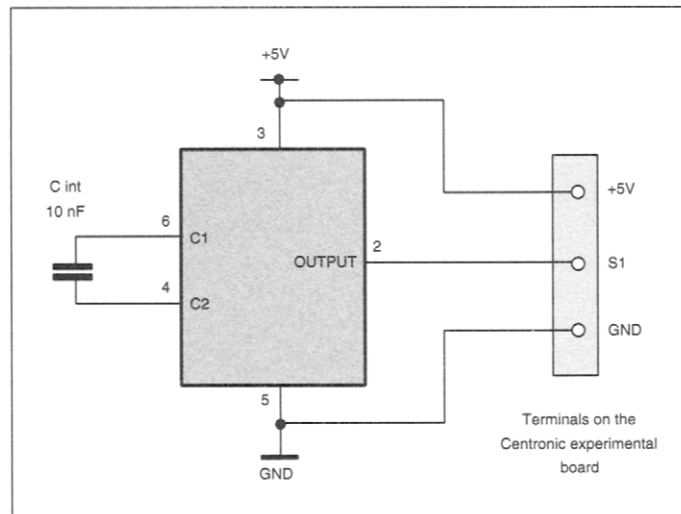 +5V
3
C int
10 nF
6
C1
+5V
2
OUTPUT
S1
4
C2
GND
5
Terminals on the
Centronic experimental
board
GND